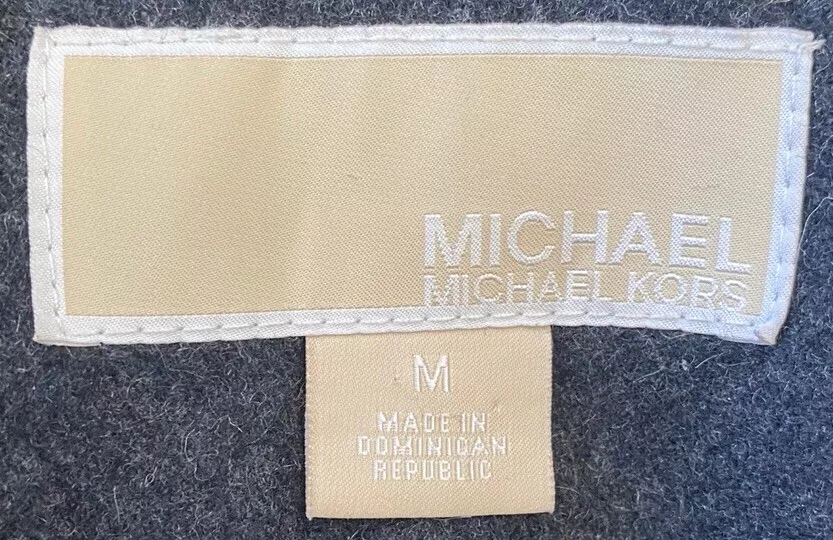 MICHAEL
MICHAEL KORS
M
MADE IN
DOMINICAN
REPUBLIC